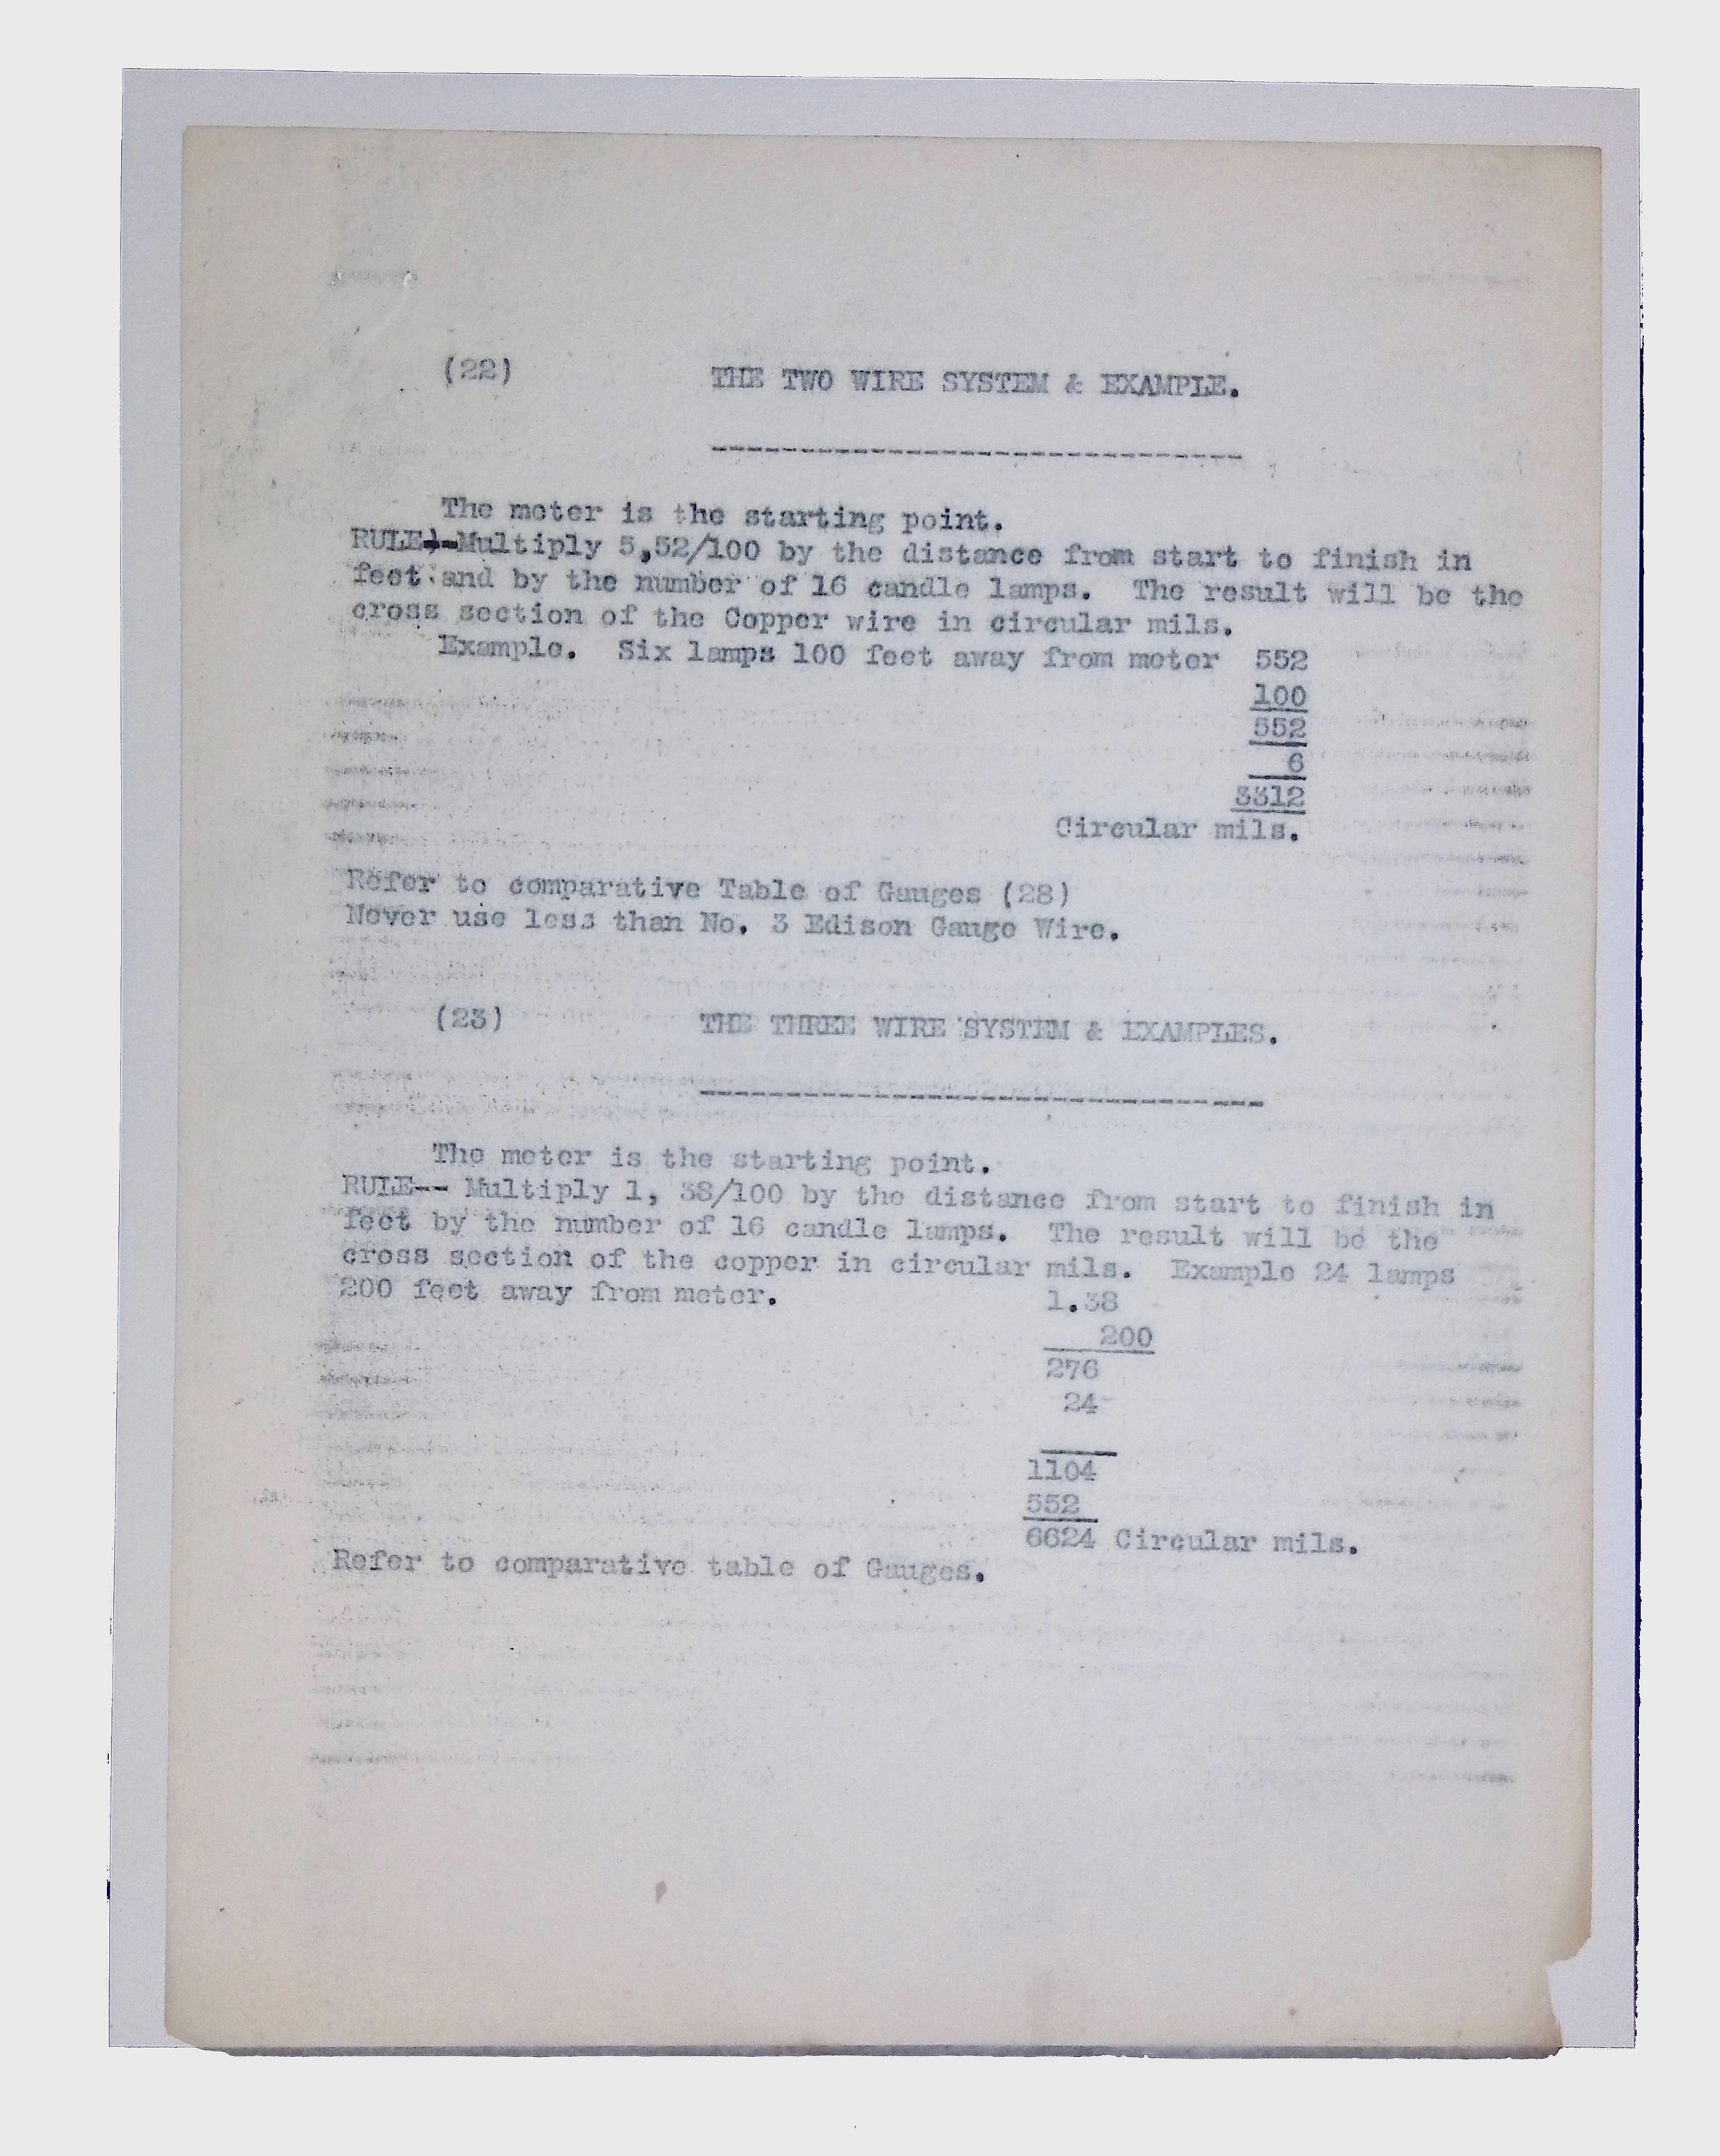 (22) THE TWO WIRE SYSTEM & EXAMPLE.
------------------------------
The meter is the starting point.
RULE--Multiply 5,52/100 by the distance from start to finish in
feet and by the number of 16 candle lamps. The result will be the
cross section of the Copper wire in circular mils.
Example. Six lamps 100 feet away from meter 552
100
552
6
3312
Circular mils.
Refer to comparative Table of Gauges (28)
Never use less than No. 3 Edison Gauge Wire.
(23) THE THREE WIRE SYSTEM & EXAMPLES.
--------------------------------
The meter is the starting point.
RULE-- Multiply 1, 38/100 by the distance from start to finish in
feet by the number of 16 candle lamps. The result will be the
cross section of the copper in circular mils. Example 24 lamps
200 feet away from meter. 1.38
200
276
24
1104
552
6624 Circular mils.
Refer to comparative table of Gauges.